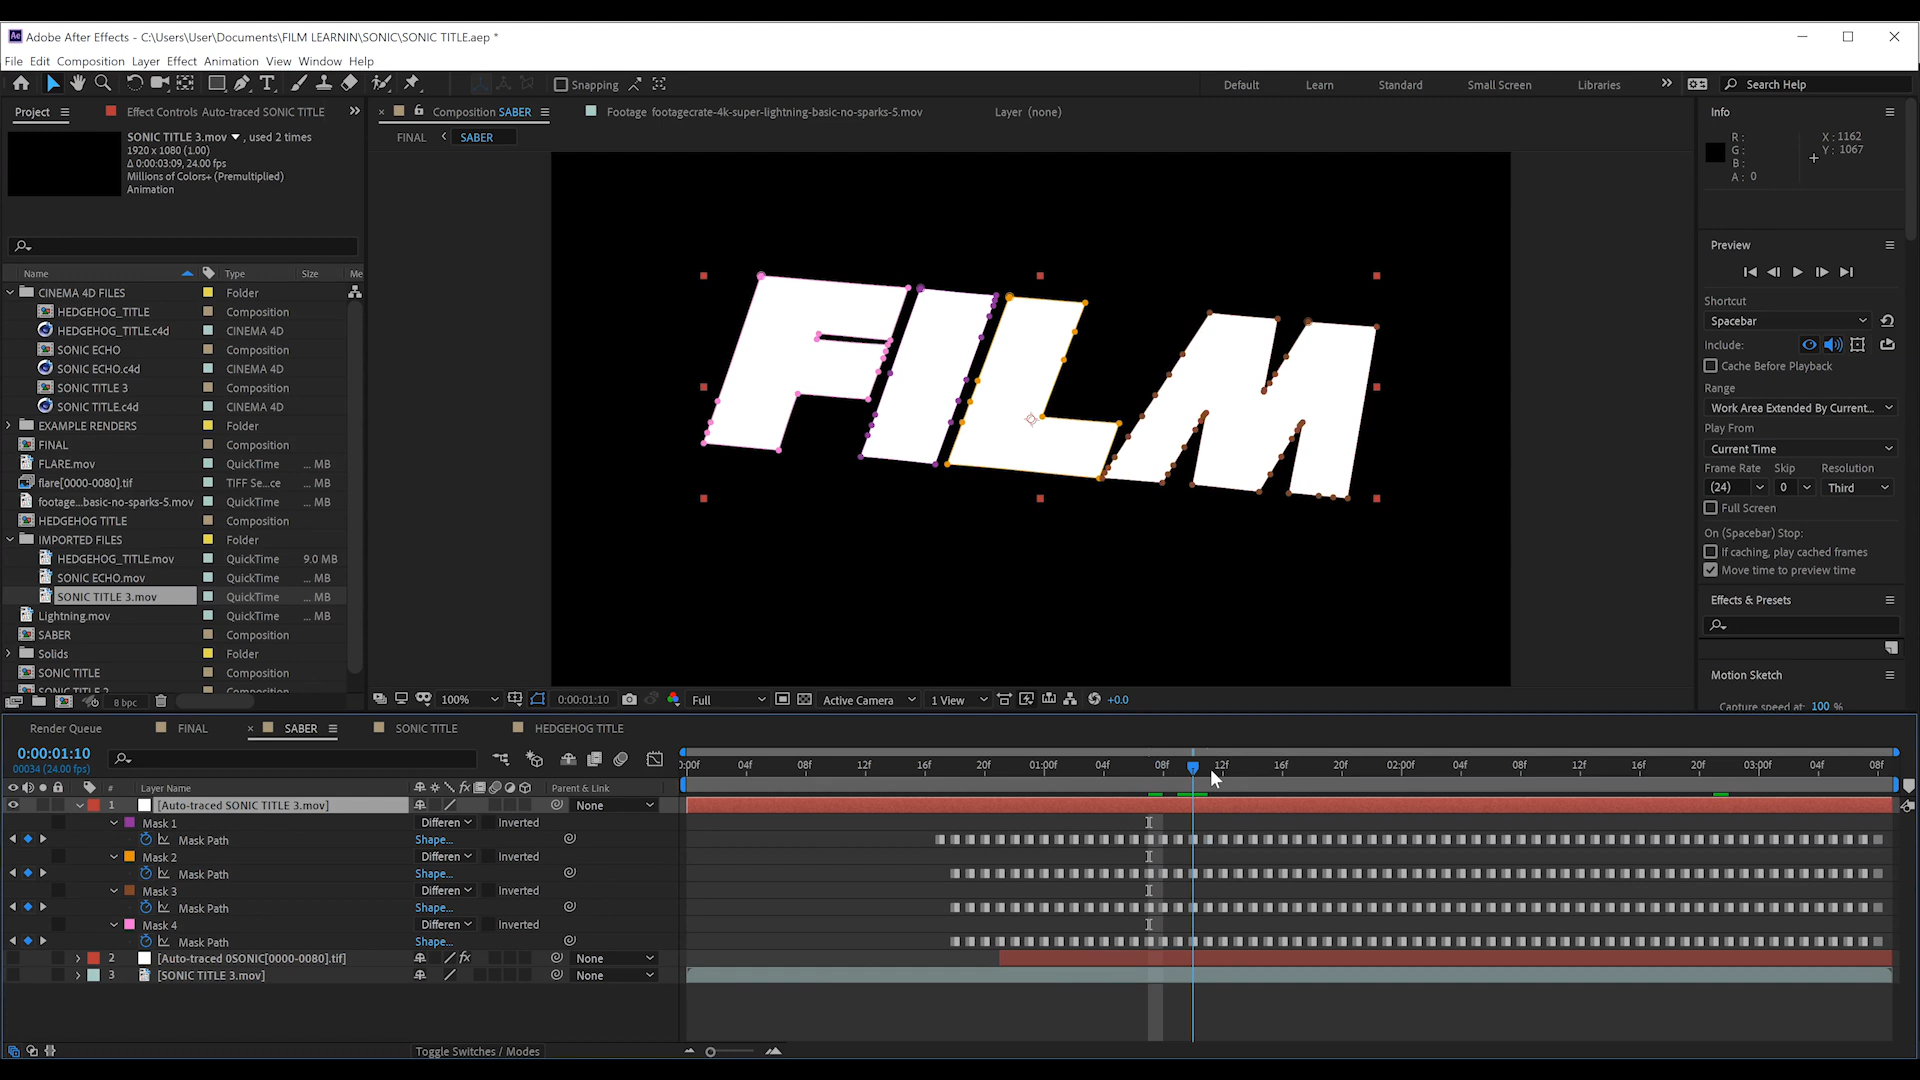 Adobe After Effects - C:\Users\User\Documents\FILM LEARNIN\SONIC\SONIC TITLE.aep *
File Edit Composition Layer Effect Animation View Window Help
Snapping Default Learn Standard Small Screen Libraries Search Help
Project Effect Controls Auto-traced SONIC TITLE
Composition SABER Footage footagecrate-4k-super-lightning-basic-no-sparks-5.mov Layer (none)
FINAL SABER
SONIC TITLE 3.mov , used 2 times
1920 x 1080 (1.00)
Δ 0:00:03:09, 24.00 fps
Millions of Colors+ (Premultiplied)
Animation
Name Type Size Me
CINEMA 4D FILES Folder
HEDGEHOG_TITLE Composition
HEDGEHOG_TITLE.c4d CINEMA 4D
SONIC ECHO Composition
SONIC ECHO.c4d CINEMA 4D
SONIC TITLE 3 Composition
SONIC TITLE.c4d CINEMA 4D
EXAMPLE RENDERS Folder
FINAL Composition
FLARE.mov QuickTime ... MB
flare[0000-0080].tif TIFF Se...ce ... MB
footage...basic-no-sparks-5.mov QuickTime ... MB
HEDGEHOG TITLE Composition
IMPORTED FILES Folder
HEDGEHOG_TITLE.mov QuickTime 9.0 MB
SONIC ECHO.mov QuickTime ... MB
SONIC TITLE 3.mov QuickTime ... MB
Lightning.mov QuickTime ... MB
SABER Composition
Solids Folder
SONIC TITLE Composition
SONIC TITLE 2 Composition
8 bpc
FILM
100% 0:00:01:10 Full Active Camera 1 View +0.0
Info
R :
G :
B :
A : 0
X : 1162
Y : 1067
Preview
Shortcut
Spacebar
Include:
Cache Before Playback
Range
Work Area Extended By Current...
Play From
Current Time
Frame Rate Skip Resolution
(24) 0 Third
Full Screen
On (Spacebar) Stop:
If caching, play cached frames
Move time to preview time
Effects & Presets
Motion Sketch
Capture speed at: 100 %
Render Queue FINAL SABER SONIC TITLE HEDGEHOG TITLE
0:00:01:10
00034 (24.00 fps)
:00f 04f 08f 12f 16f 20f 01:00f 04f 08f 12f 16f 20f 02:00f 04f 08f 12f 16f 20f 03:00f 04f 08f
# Layer Name Parent & Link
1 [Auto-traced SONIC TITLE 3.mov] None
Mask 1 Differen Inverted
Mask Path Shape...
Mask 2 Differen Inverted
Mask Path Shape...
Mask 3 Differen Inverted
Mask Path Shape...
Mask 4 Differen Inverted
Mask Path Shape...
2 [Auto-traced 0SONIC[0000-0080].tif] None
3 [SONIC TITLE 3.mov] None
Toggle Switches / Modes